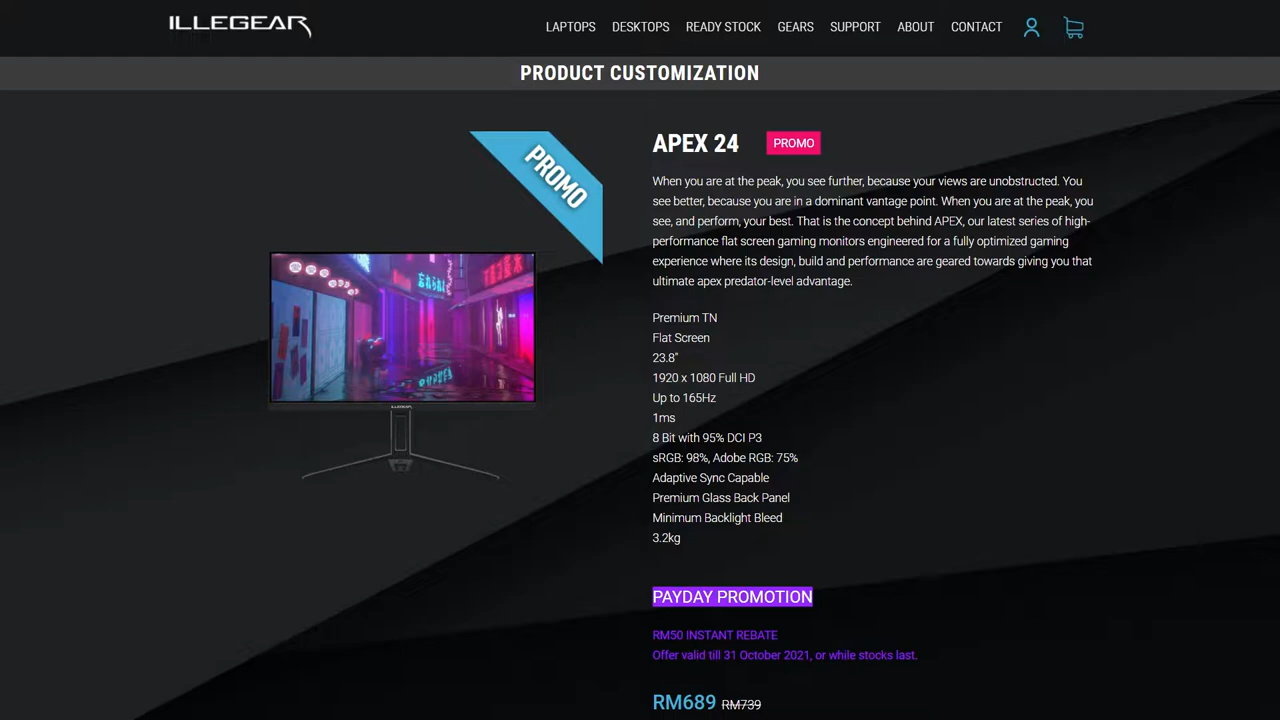 ILLEGEAR
LAPTOPS DESKTOPS READY STOCK GEARS SUPPORT ABOUT CONTACT
PRODUCT CUSTOMIZATION
PROMO
APEX 24 PROMO
When you are at the peak, you see further, because your views are unobstructed. You
see better, because you are in a dominant vantage point. When you are at the peak, you
see, and perform, your best. That is the concept behind APEX, our latest series of high-
performance flat screen gaming monitors engineered for a fully optimized gaming
experience where its design, build and performance are geared towards giving you that
ultimate apex predator-level advantage.
Premium TN
Flat Screen
23.8"
1920 x 1080 Full HD
Up to 165Hz
1ms
8 Bit with 95% DCI P3
sRGB: 98%, Adobe RGB: 75%
Adaptive Sync Capable
Premium Glass Back Panel
Minimum Backlight Bleed
3.2kg
ILLEGEAR
PAYDAY PROMOTION
RM50 INSTANT REBATE
Offer valid till 31 October 2021, or while stocks last.
RM689 RM739